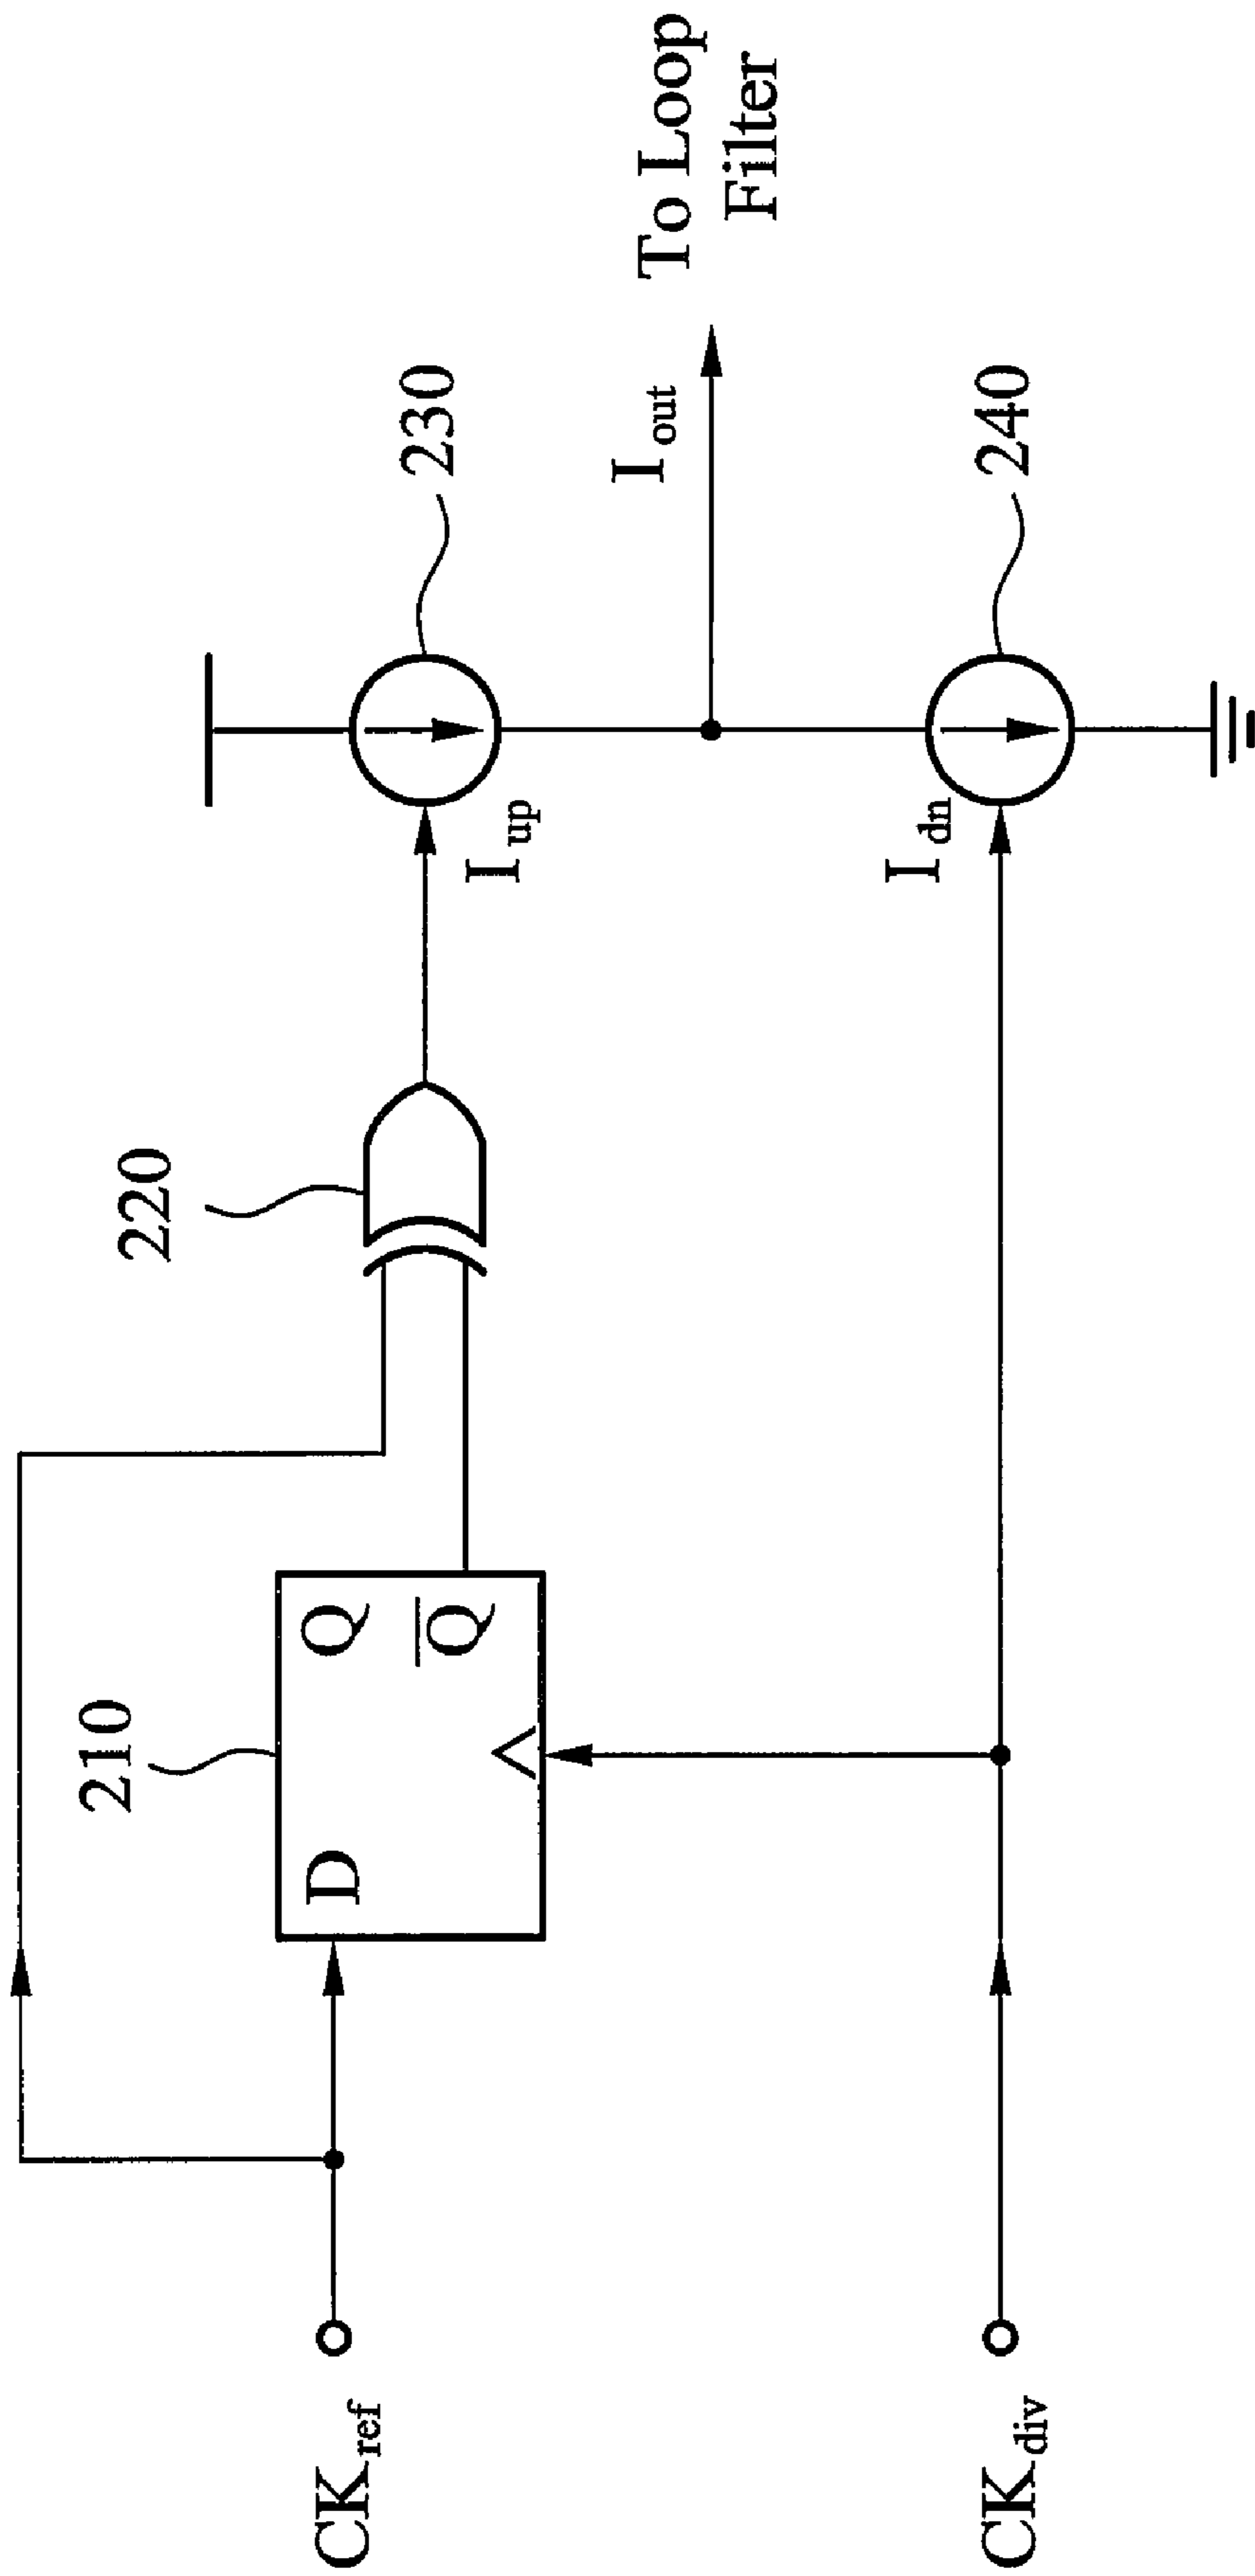 210
220
D
Q
Q
230
240
I_up
I_dn
I_out
To Loop
Filter
CK_ref
CK_div